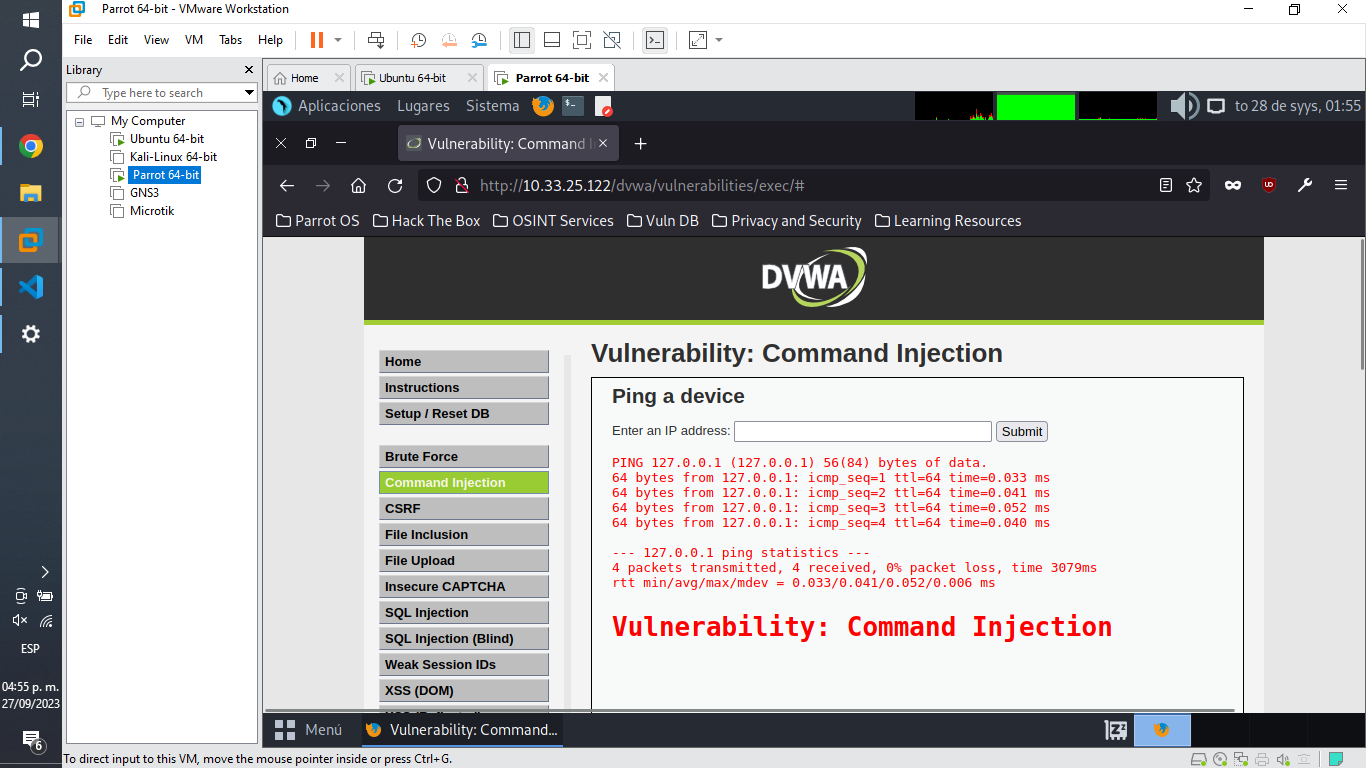 Parrot 64-bit - VMware Workstation
File Edit View VM Tabs Help
Library
Type here to search
My Computer
Ubuntu 64-bit
Kali-Linux 64-bit
Parrot 64-bit
GNS3
Microtik
Home Ubuntu 64-bit Parrot 64-bit
Aplicaciones Lugares Sistema to 28 de syys, 01:55
Vulnerability: Command I
http://10.33.25.122/dvwa/vulnerabilities/exec/#
Parrot OS Hack The Box OSINT Services Vuln DB Privacy and Security Learning Resources
DVWA
Home
Instructions
Setup / Reset DB
Brute Force
Command Injection
CSRF
File Inclusion
File Upload
Insecure CAPTCHA
SQL Injection
SQL Injection (Blind)
Weak Session IDs
XSS (DOM)
Vulnerability: Command Injection
Ping a device
Enter an IP address: Submit
PING 127.0.0.1 (127.0.0.1) 56(84) bytes of data.
64 bytes from 127.0.0.1: icmp_seq=1 ttl=64 time=0.033 ms
64 bytes from 127.0.0.1: icmp_seq=2 ttl=64 time=0.041 ms
64 bytes from 127.0.0.1: icmp_seq=3 ttl=64 time=0.052 ms
64 bytes from 127.0.0.1: icmp_seq=4 ttl=64 time=0.040 ms
--- 127.0.0.1 ping statistics ---
4 packets transmitted, 4 received, 0% packet loss, time 3079ms
rtt min/avg/max/mdev = 0.033/0.041/0.052/0.006 ms
Vulnerability: Command Injection
Menú Vulnerability: Command...
ESP
04:55 p. m.
27/09/2023
6
To direct input to this VM, move the mouse pointer inside or press Ctrl+G.